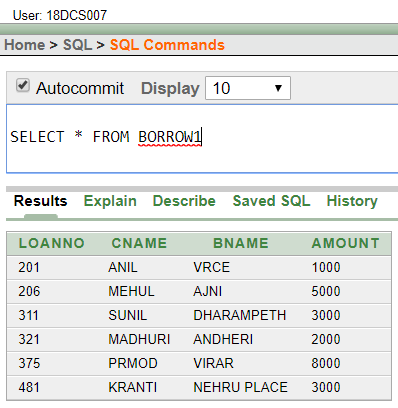 User: 18DCS007
Home > SQL > SQL Commands
Autocommit Display 10
SELECT * FROM BORROW1
Results Explain Describe Saved SQL History
LOANNO CNAME BNAME AMOUNT
201 ANIL VRCE 1000
206 MEHUL AJNI 5000
311 SUNIL DHARAMPETH 3000
321 MADHURI ANDHERI 2000
375 PRMOD VIRAR 8000
481 KRANTI NEHRU PLACE 3000